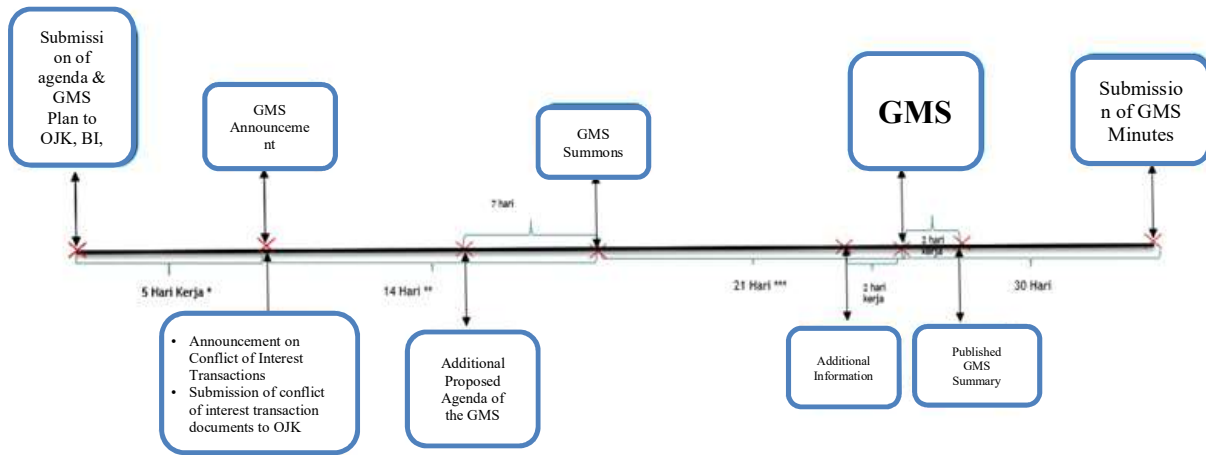 Submissi
on of
agenda &
GMS
Plan to
OJK, BI,
GMS
Announceme
nt
GMS
Summons
GMS
Submissio
n of GMS
Minutes
7 hari
2 hari
kerja
5 Hari Kerja *
14 Hari **
21 Hari ***
2 hari
kerja
30 Hari
• Announcement on
Conflict of Interest
Transactions
• Submission of conflict
of interest transaction
documents to OJK
Additional
Proposed
Agenda of
the GMS
Additional
Information
Published
GMS
Summary